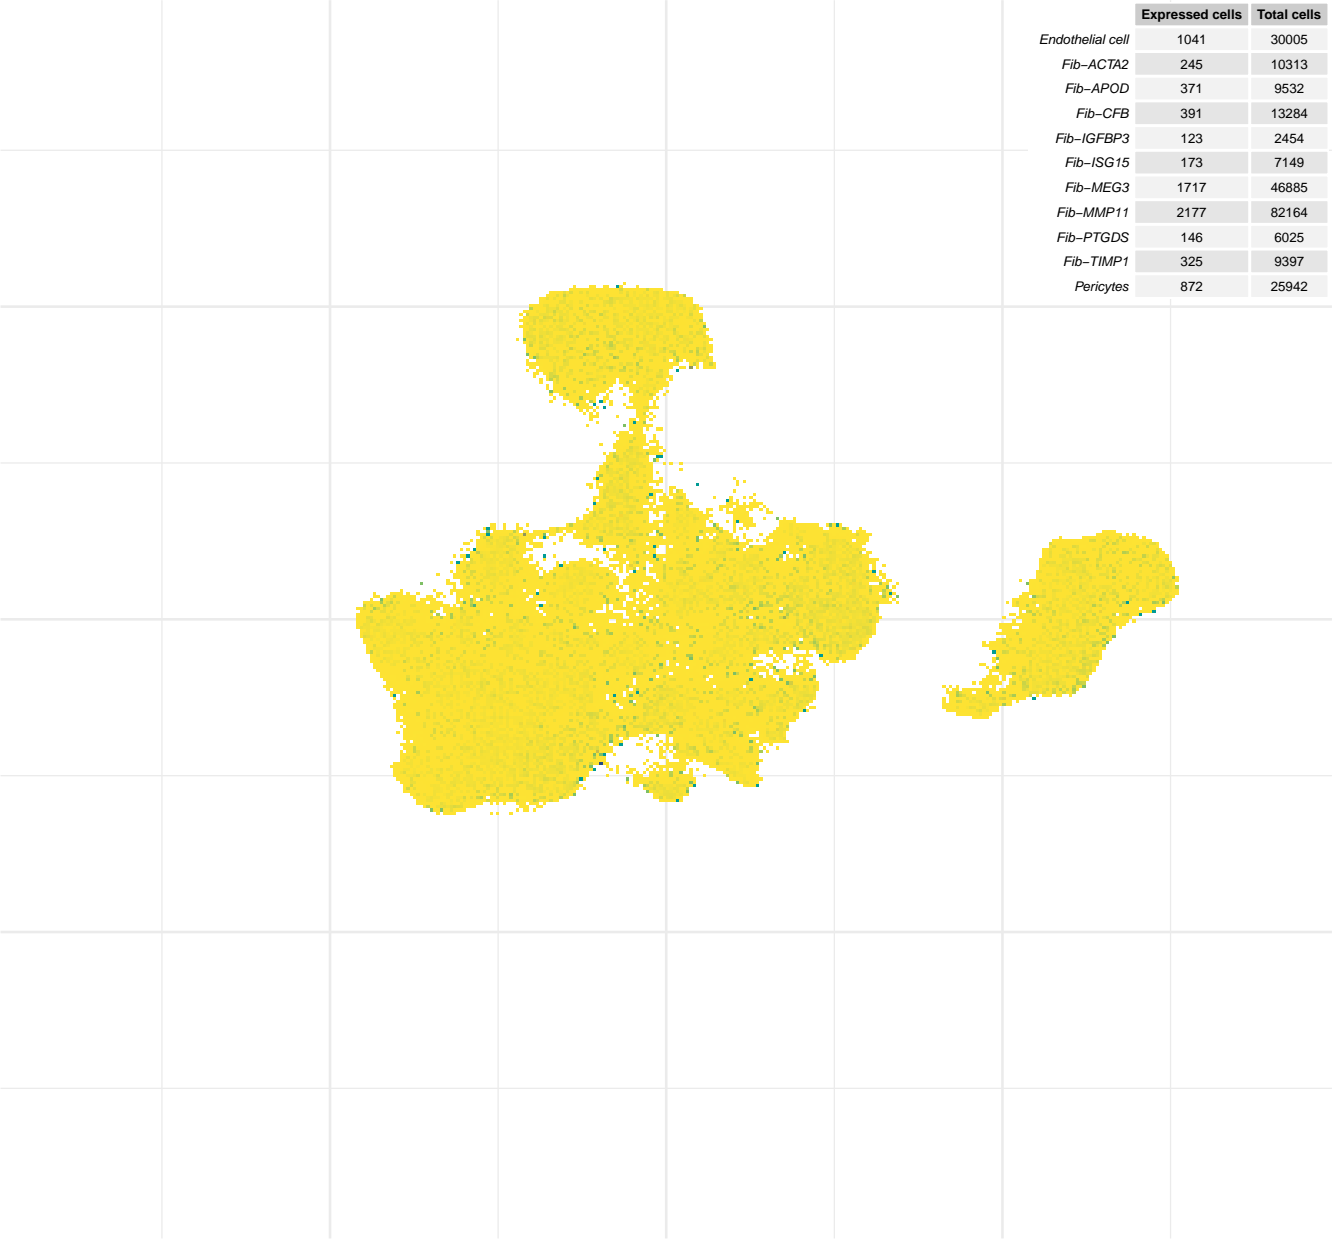 Expressed cells Total cells
Endothelial cell 1041 30005
Fib−ACTA2 245 10313
Fib−APOD 371 9532
Fib−CFB 391 13284
Fib−IGFBP3 123 2454
Fib−ISG15 173 7149
Fib−MEG3 1717 46885
Fib−MMP11 2177 82164
Fib−PTGDS 146 6025
Fib−TIMP1 325 9397
Pericytes 872 25942